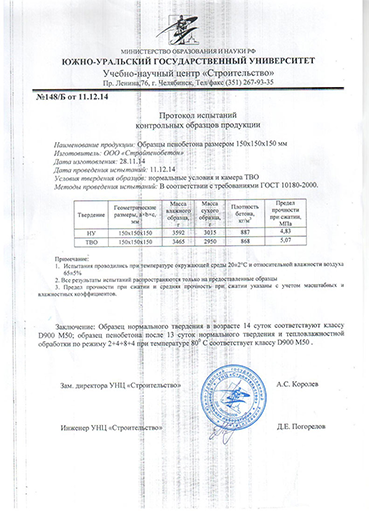 МИНИСТЕРСТВО ОБРАЗОВАНИЯ И НАУКИ РФ
ЮЖНО-УРАЛЬСКИЙ ГОСУДАРСТВЕННЫЙ УНИВЕРСИТЕТ
Учебно-научный центр «Строительство»
Пр. Ленина,76, г. Челябинск, Тел/факс (351) 267-93-35
№148/Б от 11.12.14
Протокол испытаний
контрольных образцов продукции
Наименование продукции: Образцы пенобетона размером 150х150х150 мм
Изготовитель: ООО «Стройпенобетон»
Дата изготовления: 28.11.14
Дата проведения испытаний: 11.12.14
Условия твердения образцов: нормальные условия и камера ТВО
Методы проведения испытаний: В соответствии с требованиями ГОСТ 10180-2000.
Твердение Геометрические размеры, a×b×c, мм Масса влажного образца, г Масса сухого образца, г Плотность бетона, кг/м³ Предел прочности при сжатии, МПа
НУ 150х150х150 3592 3015 887 4,83
ТВО 150х150х150 3465 2950 868 5,07
Примечание:
1. Испытания проводились при температуре окружающей среды 20±2°С и относительной влажности воздуха
65±5%
2. Все результаты испытаний распространяются только на предоставленные образцы
3. Предел прочности при сжатии и средняя прочность при сжатии указаны с учетом масштабных и
влажностных коэффициентов.
Заключение: Образец нормального твердения в возрасте 14 суток соответствуют классу
D900 М50; образец пенобетона после 13 суток нормального твердения и тепловлажностной
обработки по режиму 2+4+8+4 при температуре 80⁰ С соответствует классу D900 М50 .
Зам. директора УНЦ «Строительство» А.С. Королев
Инженер УНЦ «Строительство» Д.Е. Погорелов